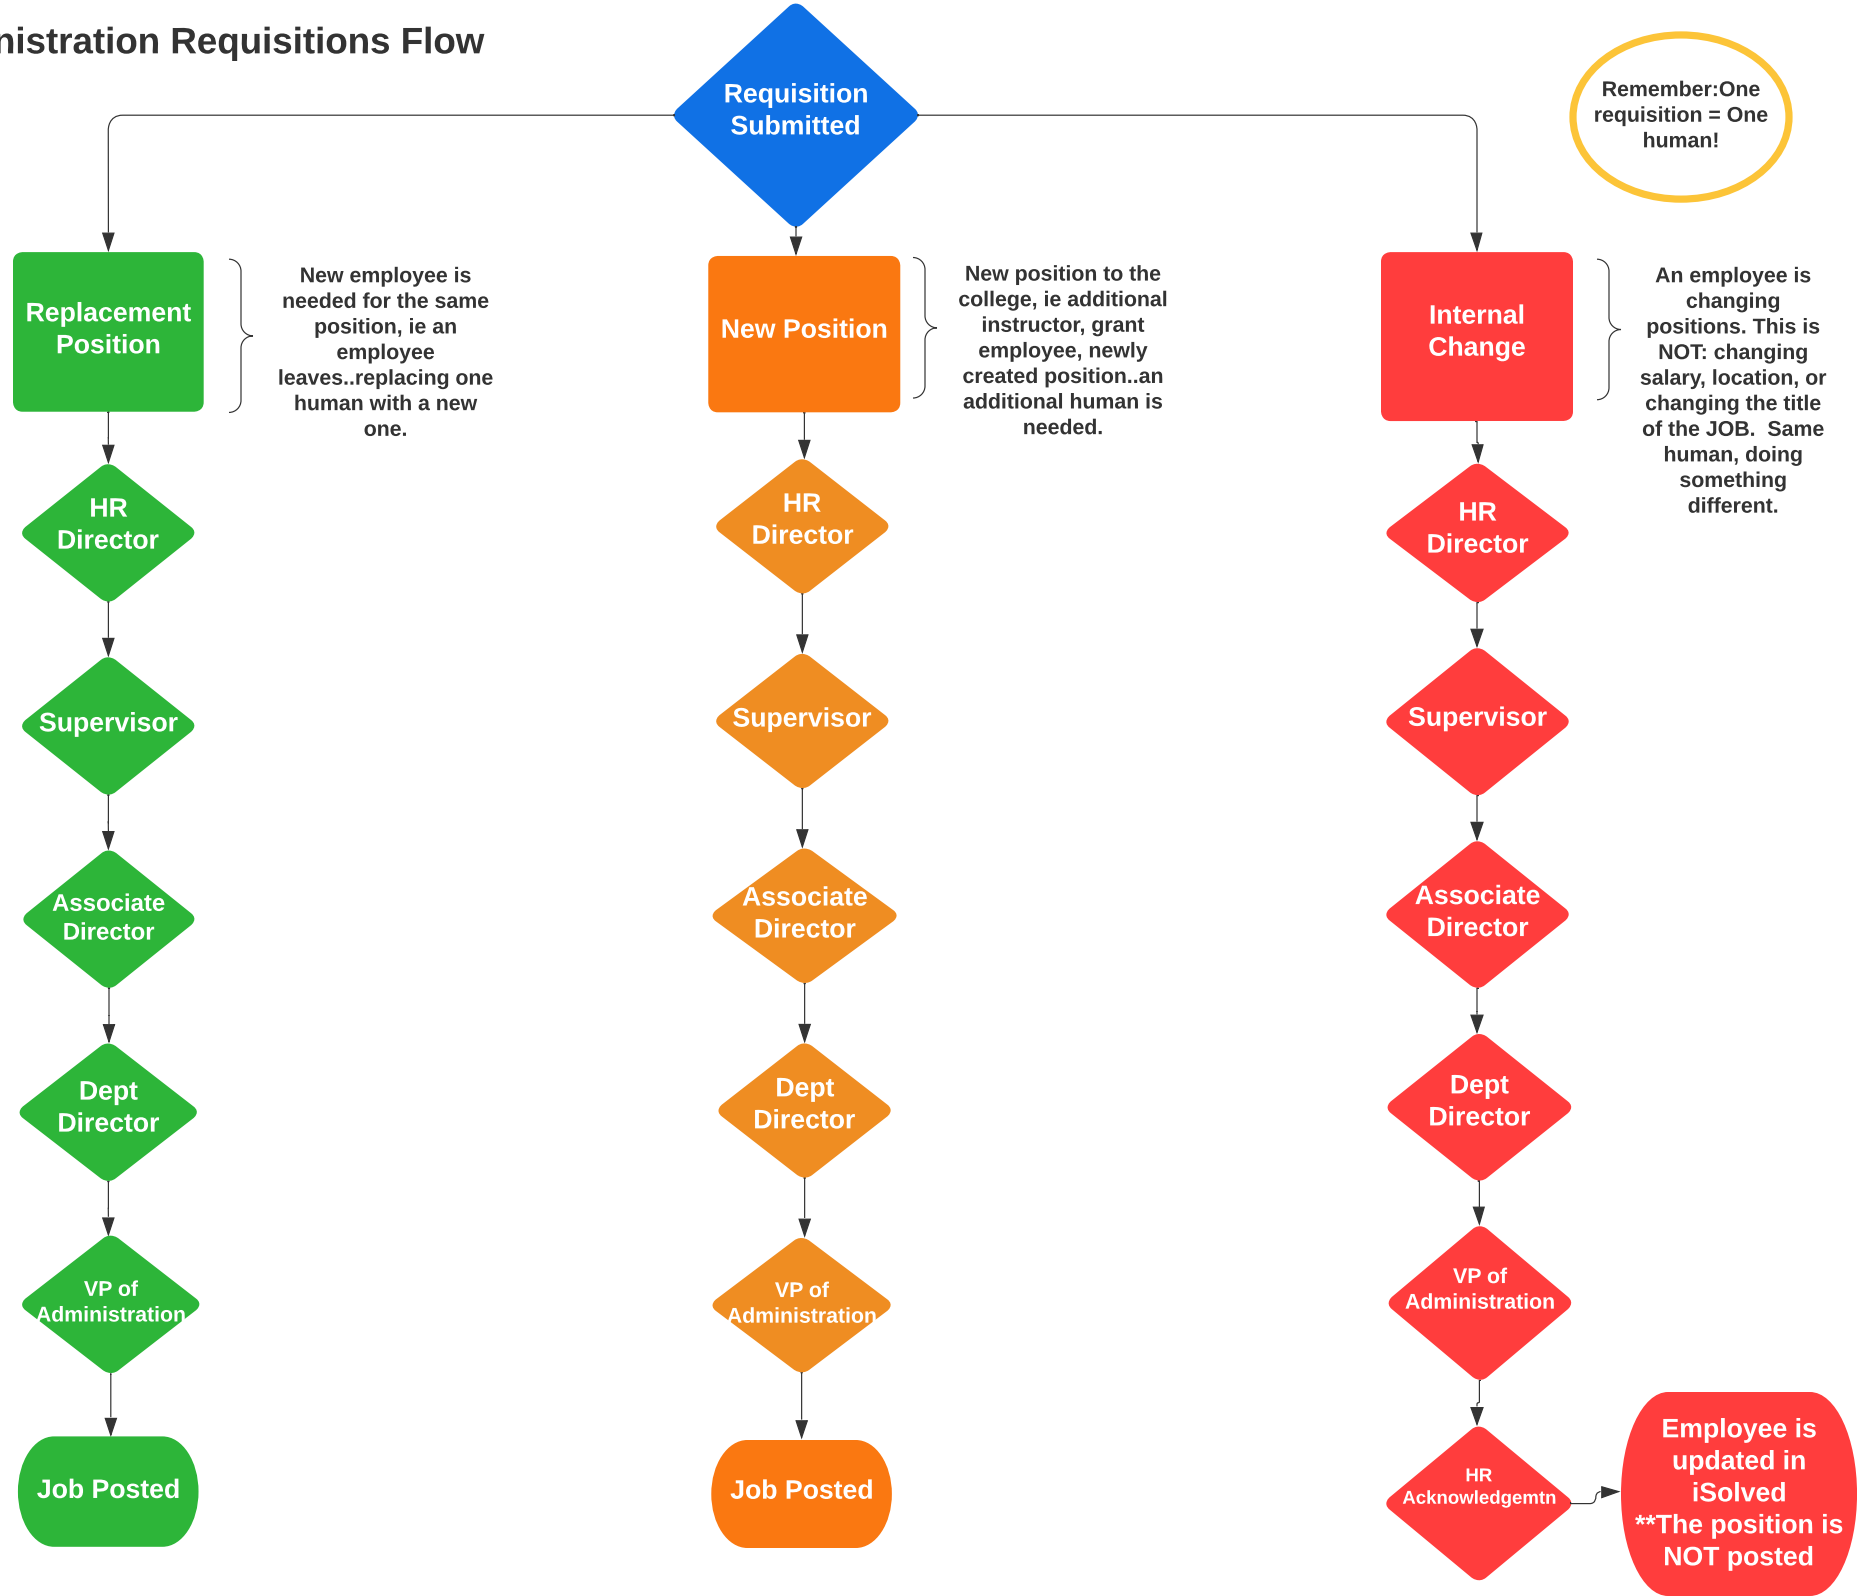 nistration Requisitions Flow
Requisition
Submitted
Remember:One
requisition = One
human!
Replacement
Position
New employee is
needed for the same
position, ie an
employee
leaves..replacing one
human with a new
one.
HR
Director
Supervisor
Associate
Director
Dept
Director
VP of
Administration
Job Posted
New Position
New position to the
college, ie additional
instructor, grant
employee, newly
created position..an
additional human is
needed.
HR
Director
Supervisor
Associate
Director
Dept
Director
VP of
Administration
Job Posted
Internal
Change
An employee is
changing
positions. This is
NOT: changing
salary, location, or
changing the title
of the JOB.  Same
human, doing
something
different.
HR
Director
Supervisor
Associate
Director
Dept
Director
VP of
Administration
HR
Acknowledgemtn
Employee is
updated in
iSolved
**The position is
NOT posted